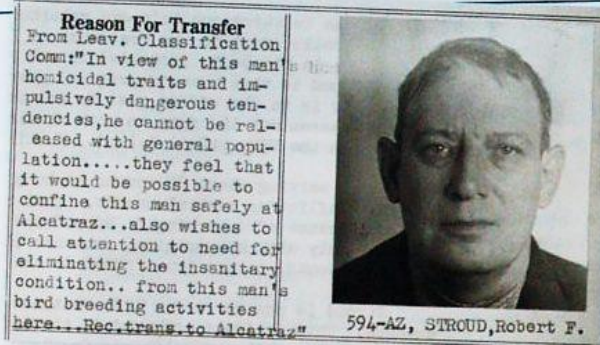 Reason For Transfer
From Leav. Classification
Comm:"In view of this man's
homicidal traits and im-
pulsively dangerous ten-
dencies,he cannot be rel-
eased with general popu-
lation.....they feel that
it would be possible to
confine this man safely at
Alcatraz...also wishes to
call attention to need for
eliminating the insanitary
condition.. from this man's
bird breeding activities
here...Rec.trans.to Alcatraz"
594-AZ, STROUD,Robert F.